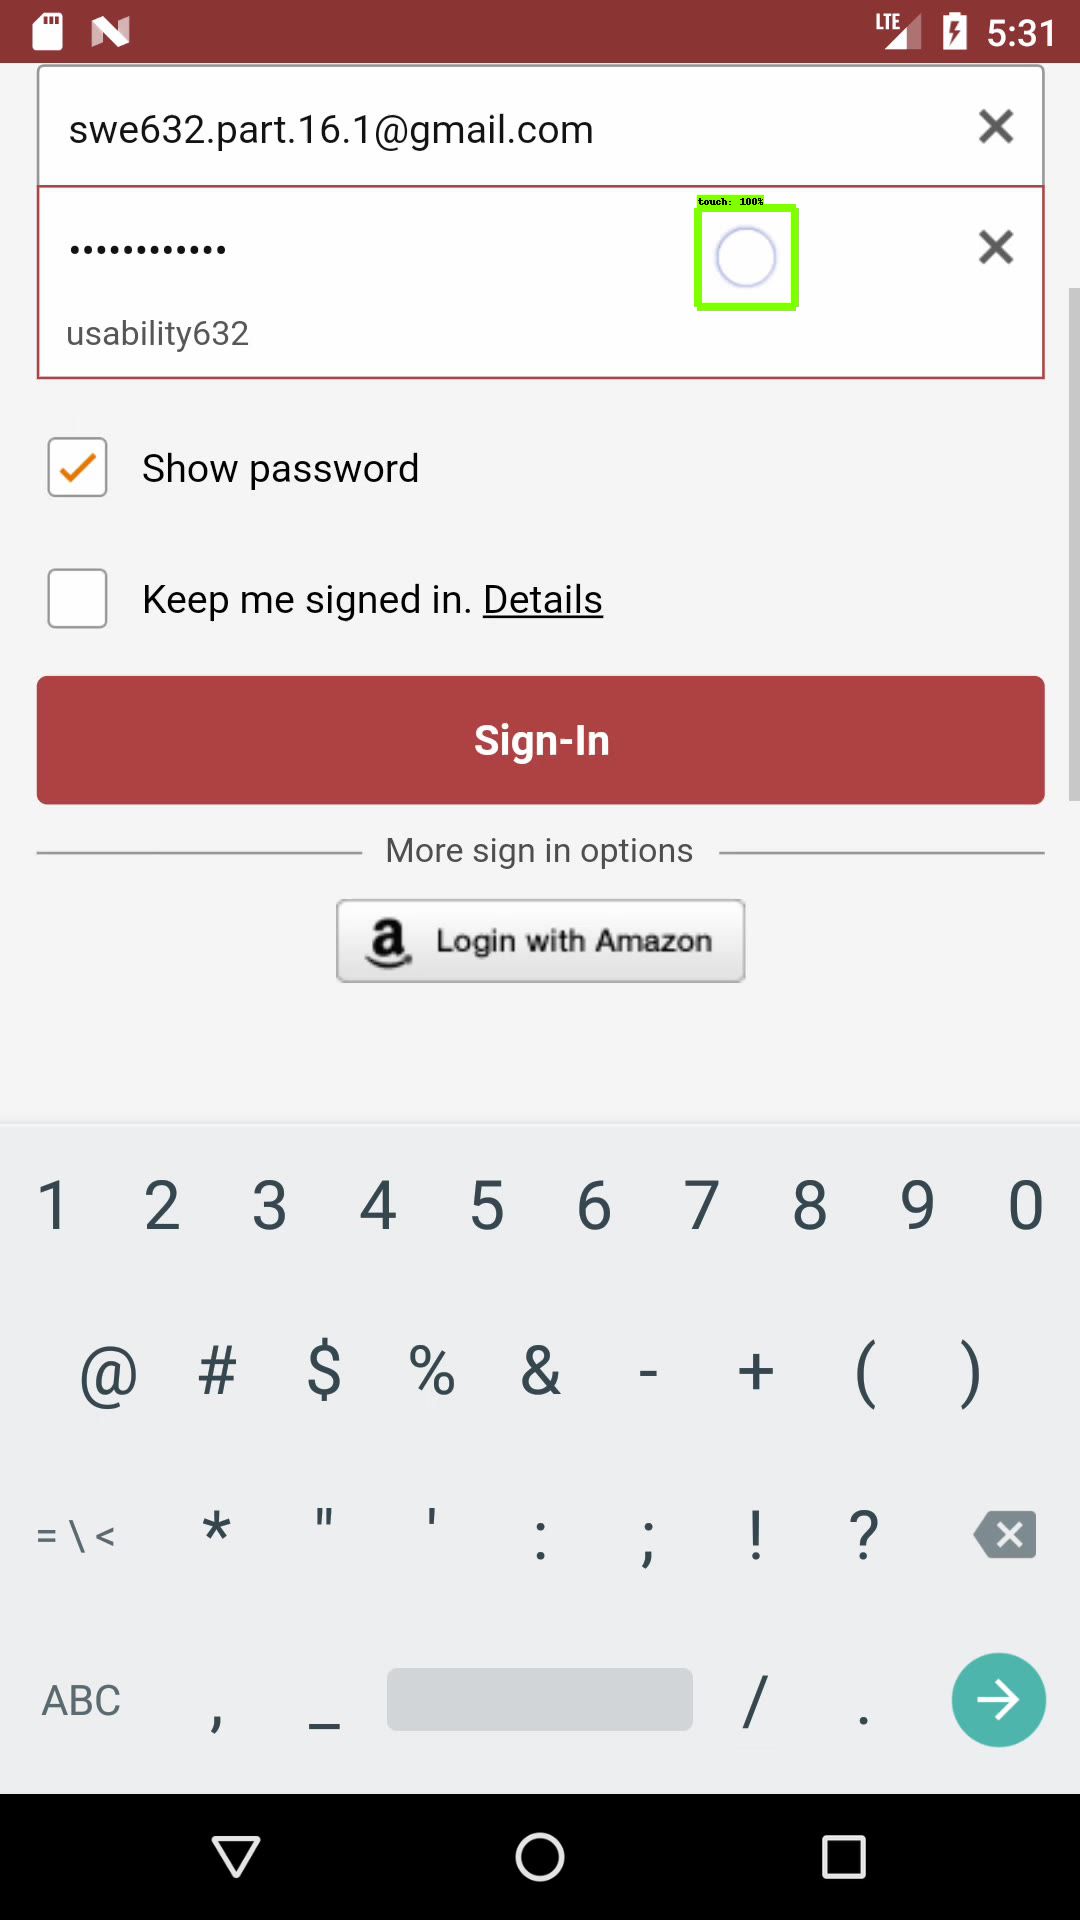 LTE 5:31
swe632.part.16.1@gmail.com
touch: 100%
••••••••••••
usability632
Show password
Keep me signed in. Details
Sign-In
More sign in options
a Login with Amazon
1 2 3 4 5 6 7 8 9 0
@ # $ % & - + ( )
= \ < * " ' : ; ! ?
ABC , _ / .